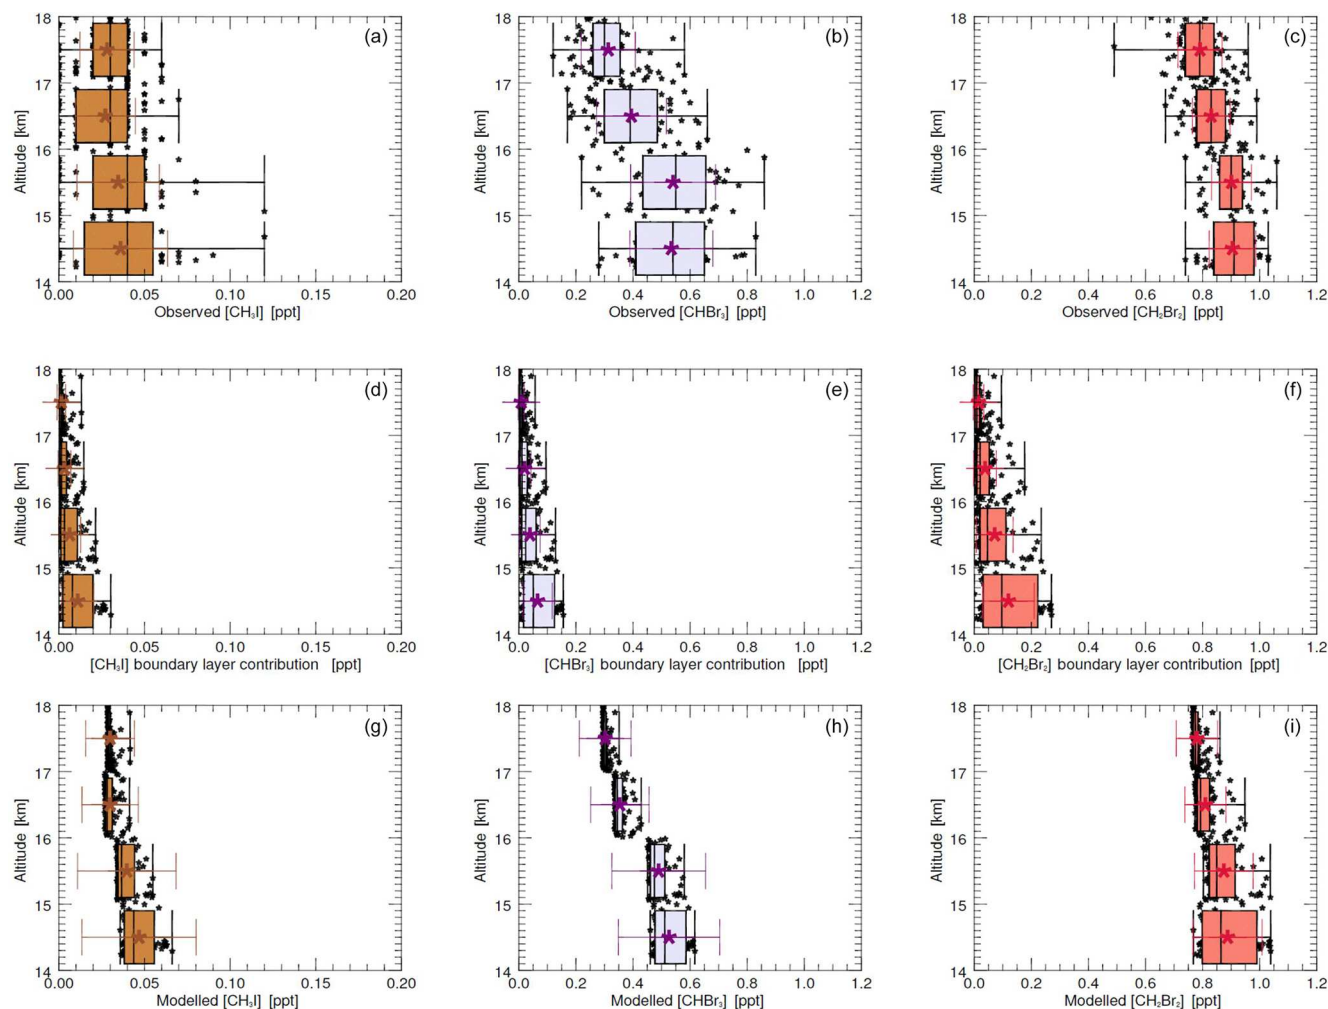 (a) (b) (c)
Altitude [km] Altitude [km] Altitude [km]
18 17 16 15 14
18 17 16 15 14
18 17 16 15 14
0.00 0.05 0.10 0.15 0.20
0.0 0.2 0.4 0.6 0.8 1.0 1.2
0.0 0.2 0.4 0.6 0.8 1.0 1.2
Observed [CH₃I] [ppt]
Observed [CHBr₃] [ppt]
Observed [CH₂Br₂] [ppt]
(d) (e) (f)
Altitude [km] Altitude [km] Altitude [km]
18 17 16 15 14
18 17 16 15 14
18 17 16 15 14
0.00 0.05 0.10 0.15 0.20
0.0 0.2 0.4 0.6 0.8 1.0 1.2
0.0 0.2 0.4 0.6 0.8 1.0 1.2
[CH₃I] boundary layer contribution [ppt]
[CHBr₃] boundary layer contribution [ppt]
[CH₂Br₂] boundary layer contribution [ppt]
(g) (h) (i)
Altitude [km] Altitude [km] Altitude [km]
18 17 16 15 14
18 17 16 15 14
18 17 16 15 14
0.00 0.05 0.10 0.15 0.20
0.0 0.2 0.4 0.6 0.8 1.0 1.2
0.0 0.2 0.4 0.6 0.8 1.0 1.2
Modelled [CH₃I] [ppt]
Modelled [CHBr₃] [ppt]
Modelled [CH₂Br₂] [ppt]